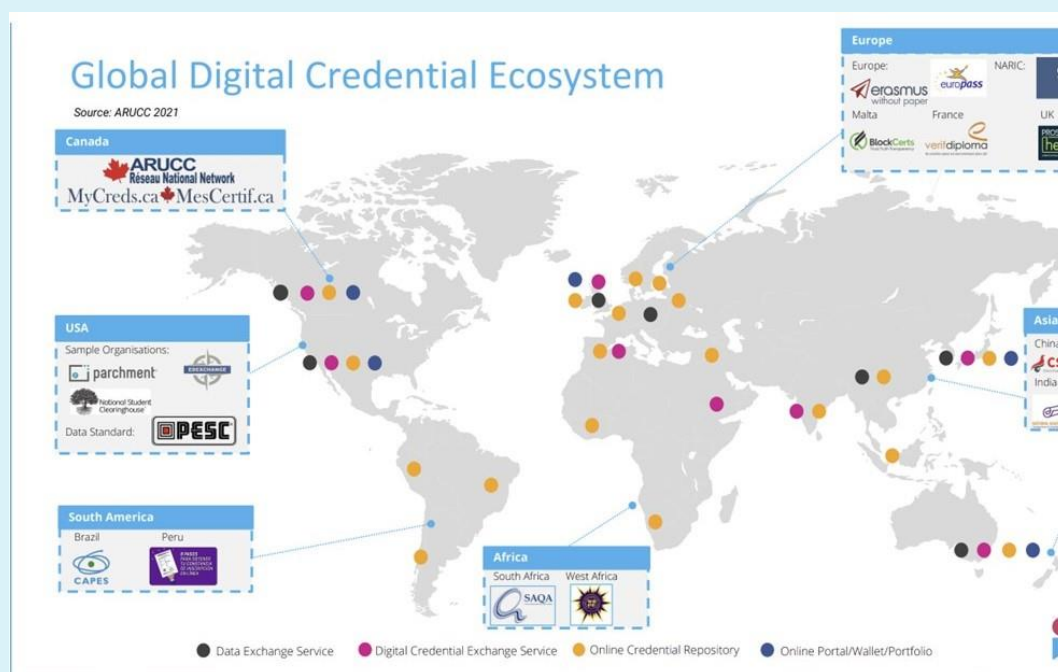 Global Digital Credential Ecosystem
Source: ARUCC 2021
Canada
ARUCC
Réseau National Network
MyCreds.ca MesCertif.ca
USA
Sample Organisations:
parchment
EDEXCHANGE
National Student
Clearinghouse
Data Standard:
PESC
South America
Brazil
Peru
CAPES
Africa
South Africa
West Africa
SAQA
Europe
Europe:
NARIC:
erasmus
without paper
europass
Malta
France
UK
BlockCerts
verifdiploma
Asia
India
Data Exchange Service
Digital Credential Exchange Service
Online Credential Repository
Online Portal/Wallet/Portfolio